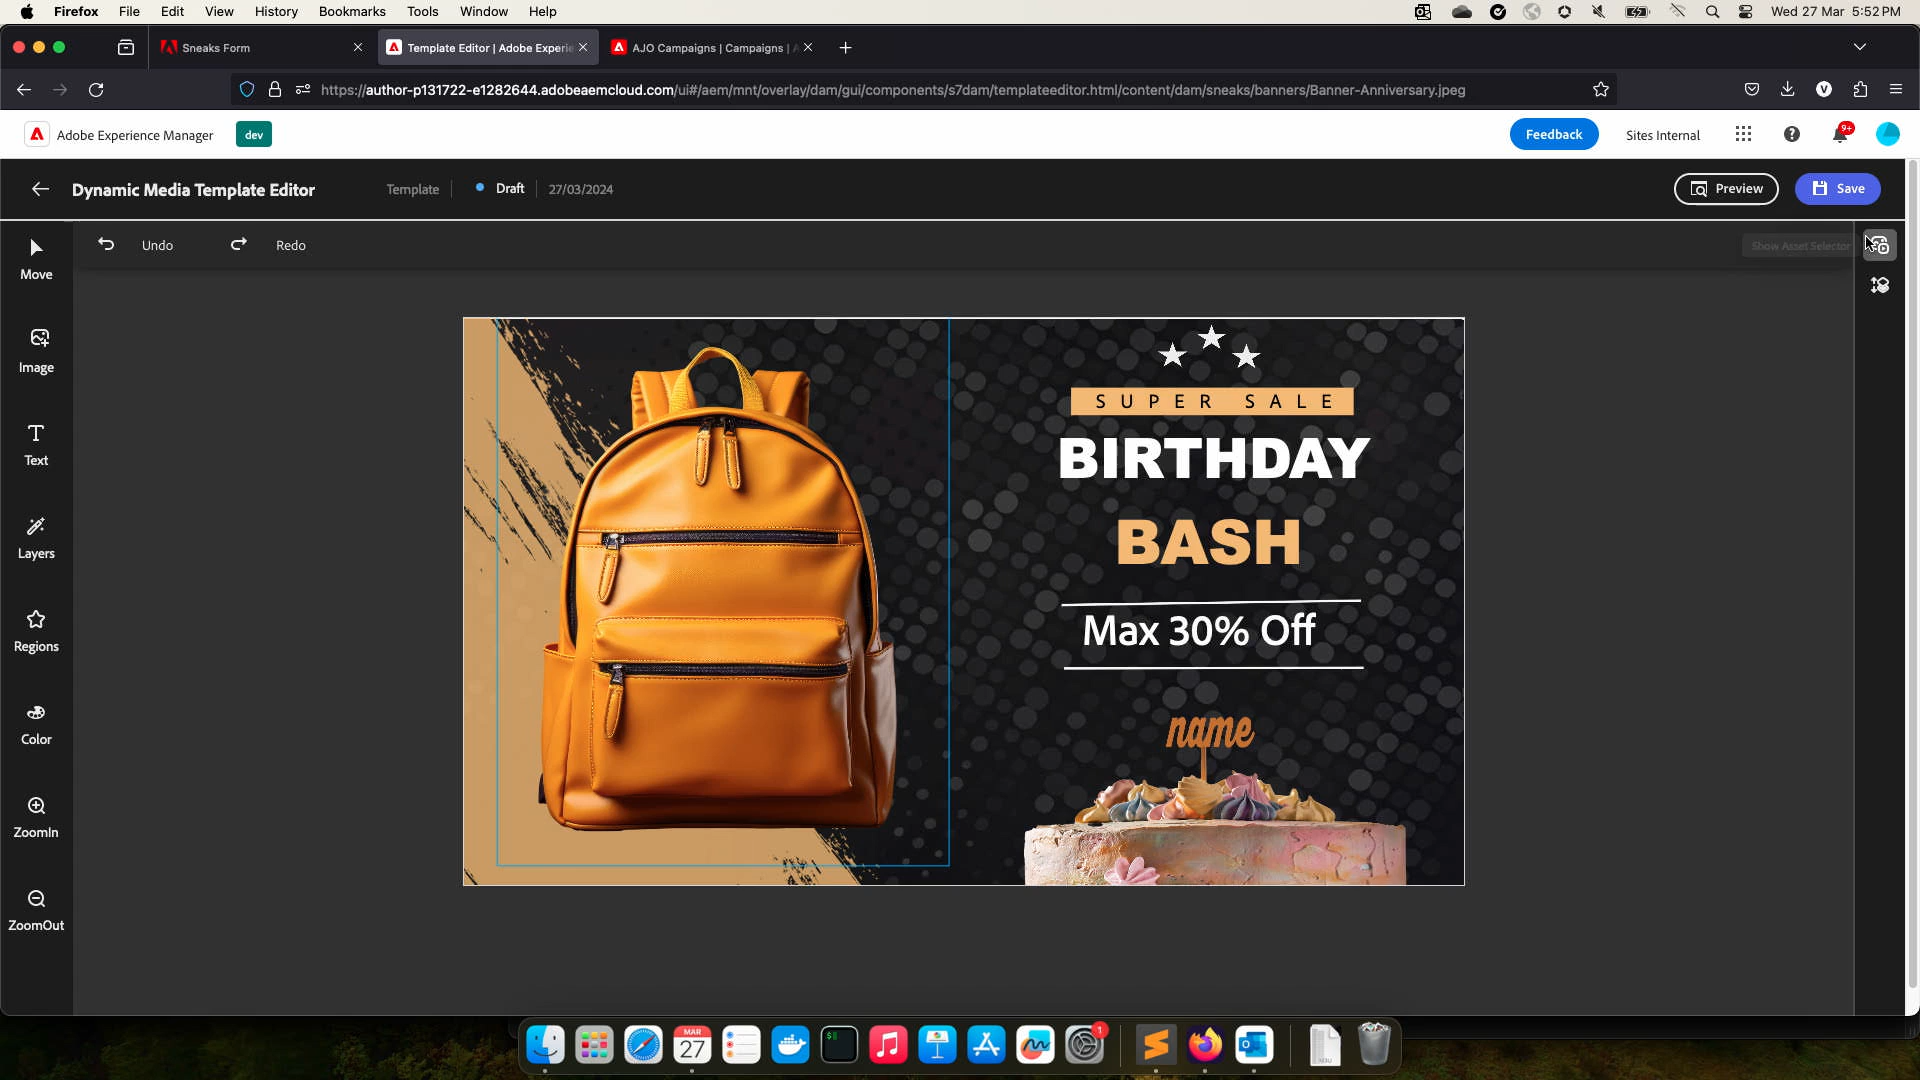 Firefox File Edit View History Bookmarks Tools Window Help
Wed 27 Mar 5:52 PM
Sneaks Form
Template Editor | Adobe Experie
AJO Campaigns | Campaigns | A
https://author-p131722-e1282644.adobeaemcloud.com/ui#/aem/mnt/overlay/dam/gui/components/s7dam/templateeditor.html/content/dam/sneaks/banners/Banner-Anniversary.jpeg
V
Adobe Experience Manager
dev
Feedback
Sites Internal
9+
Dynamic Media Template Editor
Template
Draft
27/03/2024
Preview
Save
Undo
Redo
Show Asset Selector
Move
Image
Text
Layers
Regions
Color
ZoomIn
ZoomOut
SUPER SALE
BIRTHDAY
BASH
Max 30% Off
name
MAR
27
1